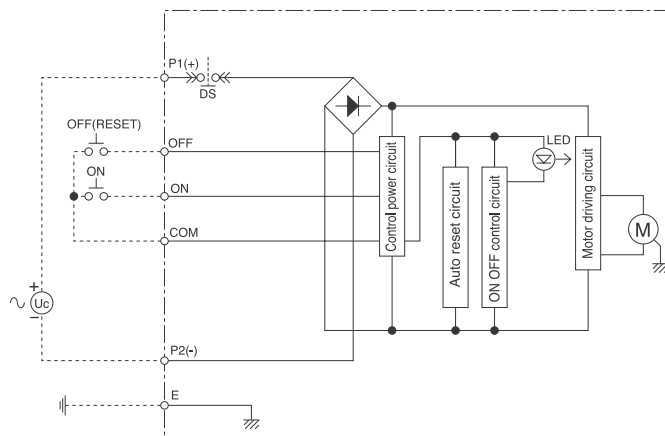 P1(+)
DS
OFF(RESET)
OFF
LED
ON
ON
COM
Control power circuit
Auto reset circuit
ON OFF control circuit
Motor driving circuit
M
+
Uc
−
P2(-)
E